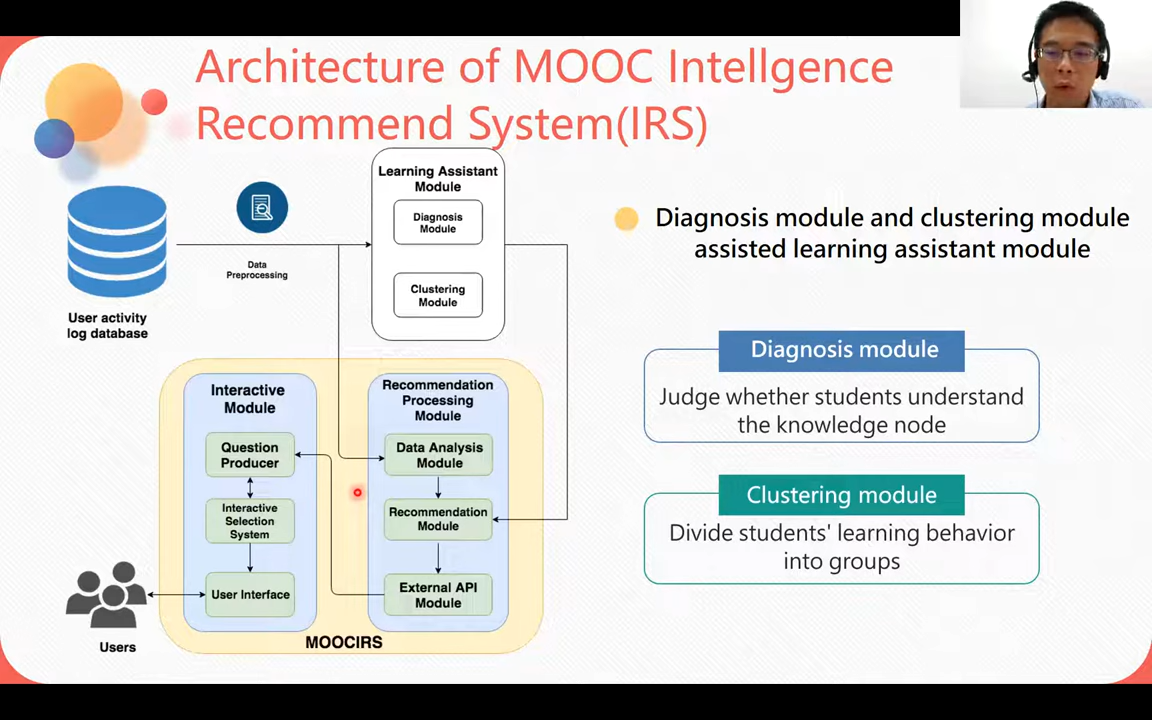 Architecture of MOOC Intellgence
Recommend System(IRS)
Learning Assistant
Module
Diagnosis
Module
Clustering
Module
Data
Preprocessing
User activity
log database
Interactive
Module
Question
Producer
Interactive
Selection
System
User Interface
Recommendation
Processing
Module
Data Analysis
Module
Recommendation
Module
External API
Module
MOOCIRS
Users
Diagnosis module and clustering module
assisted learning assistant module
Diagnosis module
Judge whether students understand
the knowledge node
Clustering module
Divide students' learning behavior
into groups